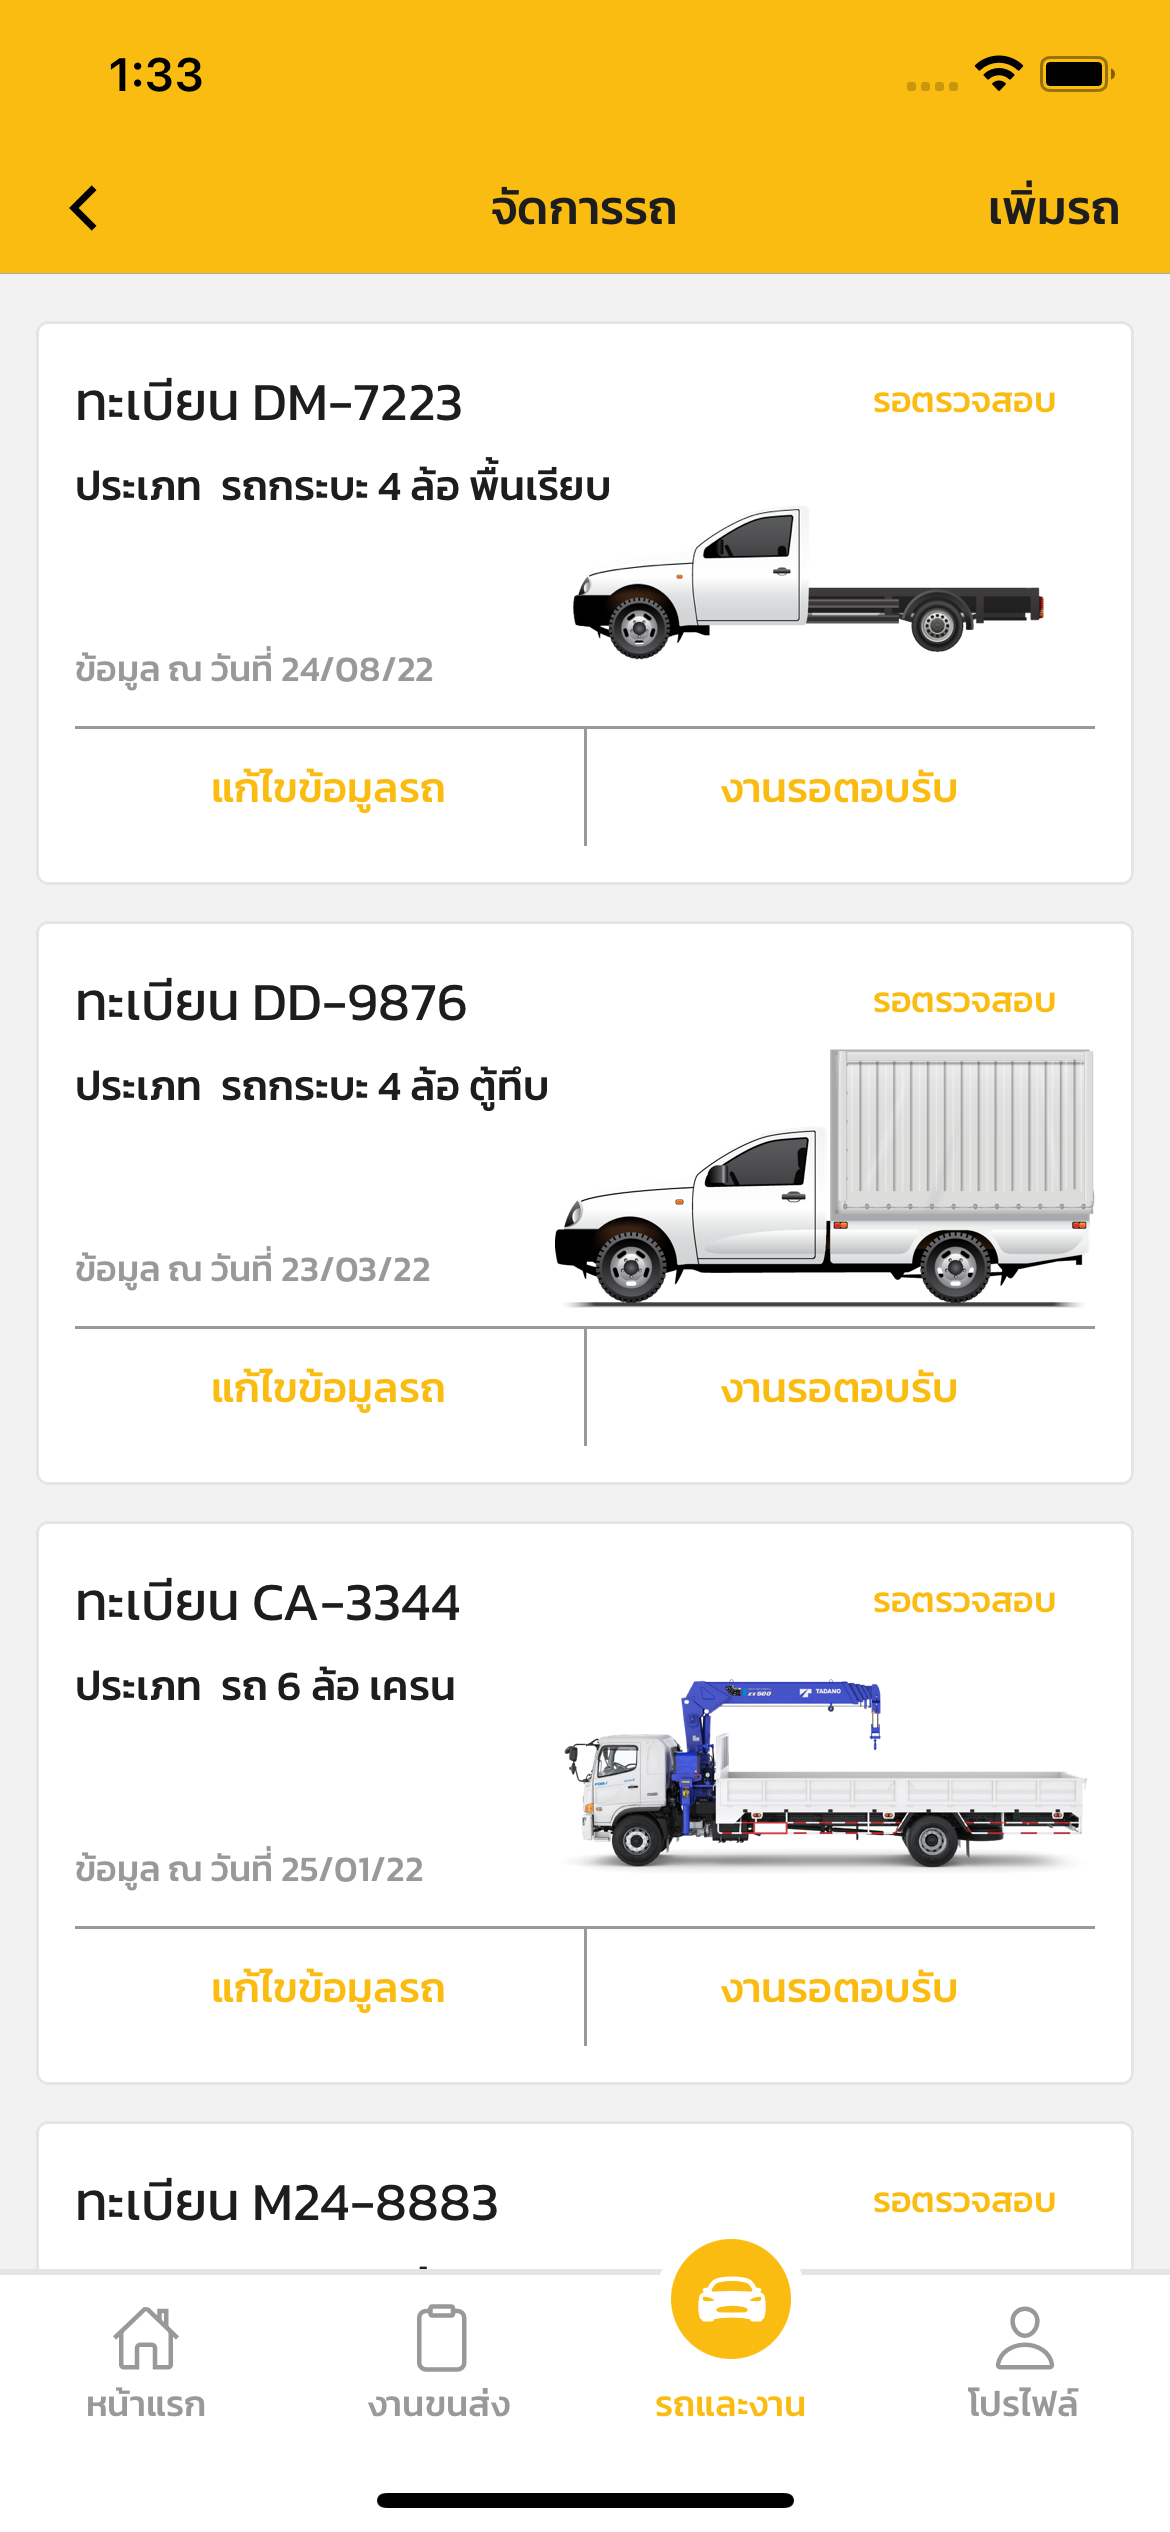 1:33
จัดการรถ
เพิ่มรถ
ทะเบียน DM-7223
รอตรวจสอบ
ประเภท รถกระบะ 4 ล้อ พื้นเรียบ
ข้อมูล ณ วันที่ 24/08/22
แก้ไขข้อมูลรถ
งานรอตอบรับ
ทะเบียน DD-9876
รอตรวจสอบ
ประเภท รถกระบะ 4 ล้อ ตู้ทึบ
ข้อมูล ณ วันที่ 23/03/22
แก้ไขข้อมูลรถ
งานรอตอบรับ
ทะเบียน CA-3344
รอตรวจสอบ
ประเภท รถ 6 ล้อ เครน
TADANO
ข้อมูล ณ วันที่ 25/01/22
แก้ไขข้อมูลรถ
งานรอตอบรับ
ทะเบียน M24-8883
รอตรวจสอบ
หน้าแรก
งานขนส่ง
รถและงาน
โปรไฟล์